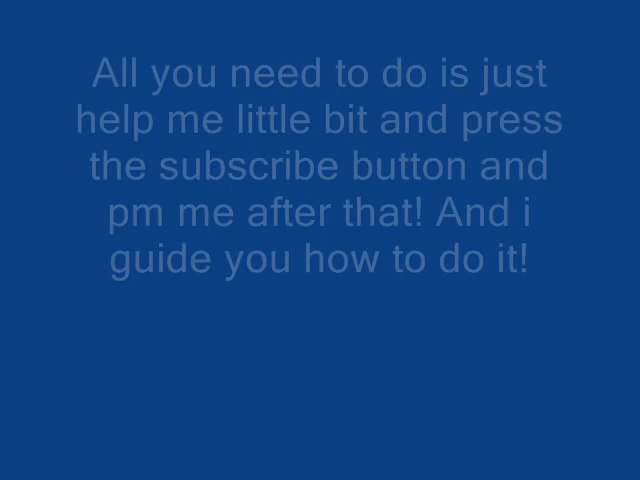 All you need to do is just
help me little bit and press
the subscribe button and
pm me after that! And i
guide you how to do it!